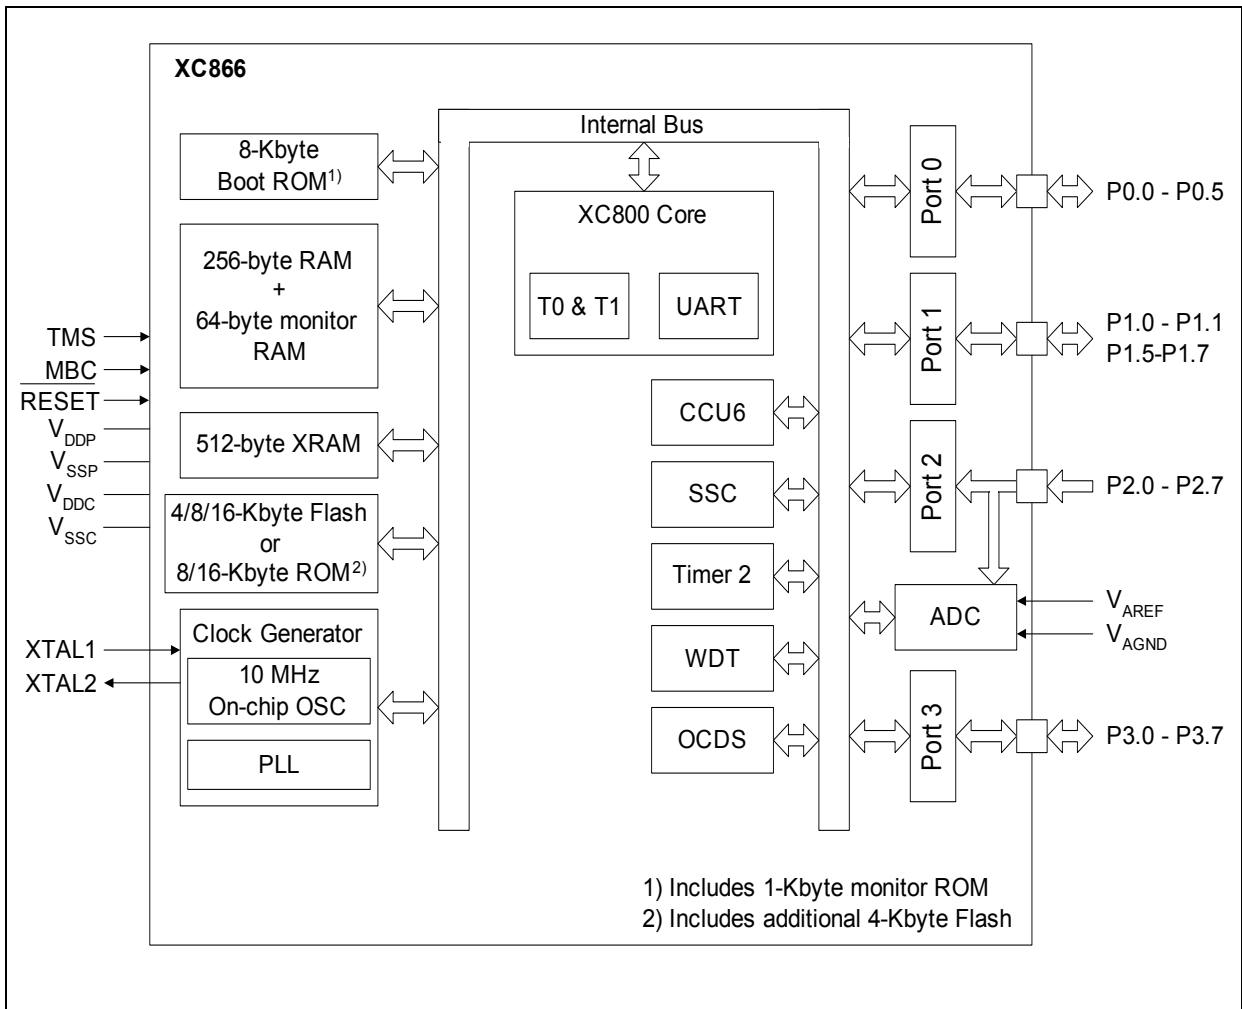 XC866
Internal Bus
8-Kbyte
Boot ROM1)
256-byte RAM
+
64-byte monitor
RAM
512-byte XRAM
4/8/16-Kbyte Flash
or
8/16-Kbyte ROM2)
Clock Generator
10 MHz
On-chip OSC
PLL
TMS
MBC
RESET
VDDP
VSSP
VDDC
VSSC
XTAL1
XTAL2
XC800 Core
T0 & T1
UART
CCU6
SSC
Timer 2
WDT
OCDS
Port 0
Port 1
Port 2
ADC
Port 3
P0.0 - P0.5
P1.0 - P1.1
P1.5-P1.7
P2.0 - P2.7
VAREF
VAGND
P3.0 - P3.7
1) Includes 1-Kbyte monitor ROM
2) Includes additional 4-Kbyte Flash